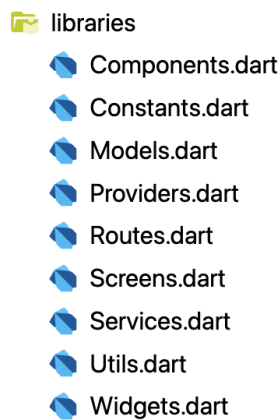 libraries
Components.dart
Constants.dart
Models.dart
Providers.dart
Routes.dart
Screens.dart
Services.dart
Utils.dart
Widgets.dart